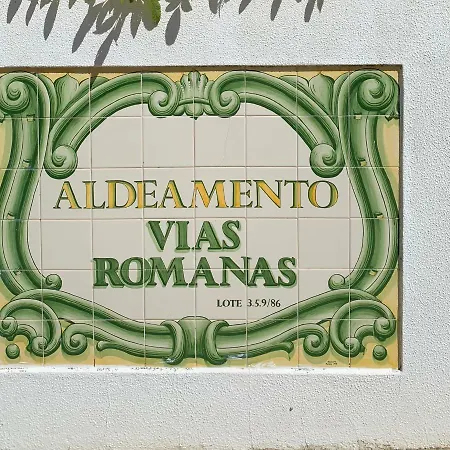 ALDEAMENTO
VIAS
ROMANAS
LOTE 3.5.9/86